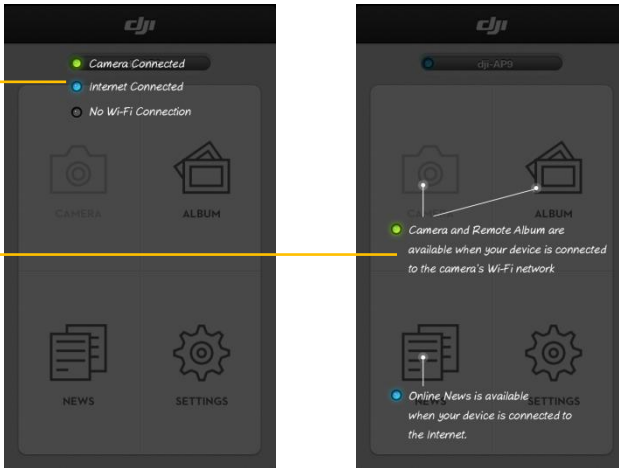 dji
Camera Connected
Internet Connected
No Wi-Fi Connection
CAMERA
ALBUM
NEWS
SETTINGS
dji
dji-AP9
CAMERA
ALBUM
Camera and Remote Album are
available when your device is connected
to the camera's Wi-Fi network
NEWS
SETTINGS
Online News is available
when your device is connected to
the Internet.